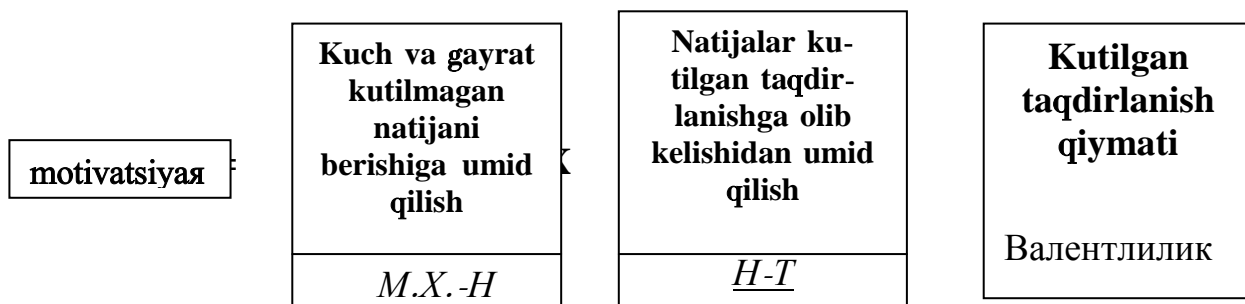 motivatsiyaя
=
Kuch va gayrat
kutilmagan
natijani
berishiga umid
qilish
М.Х.-Н
X
Natijalar ku-
tilgan taqdir-
lanishga olib
kelishidan umid
qilish
Н-Т
Kutilgan
taqdirlanish
qiymati
Валентлилик